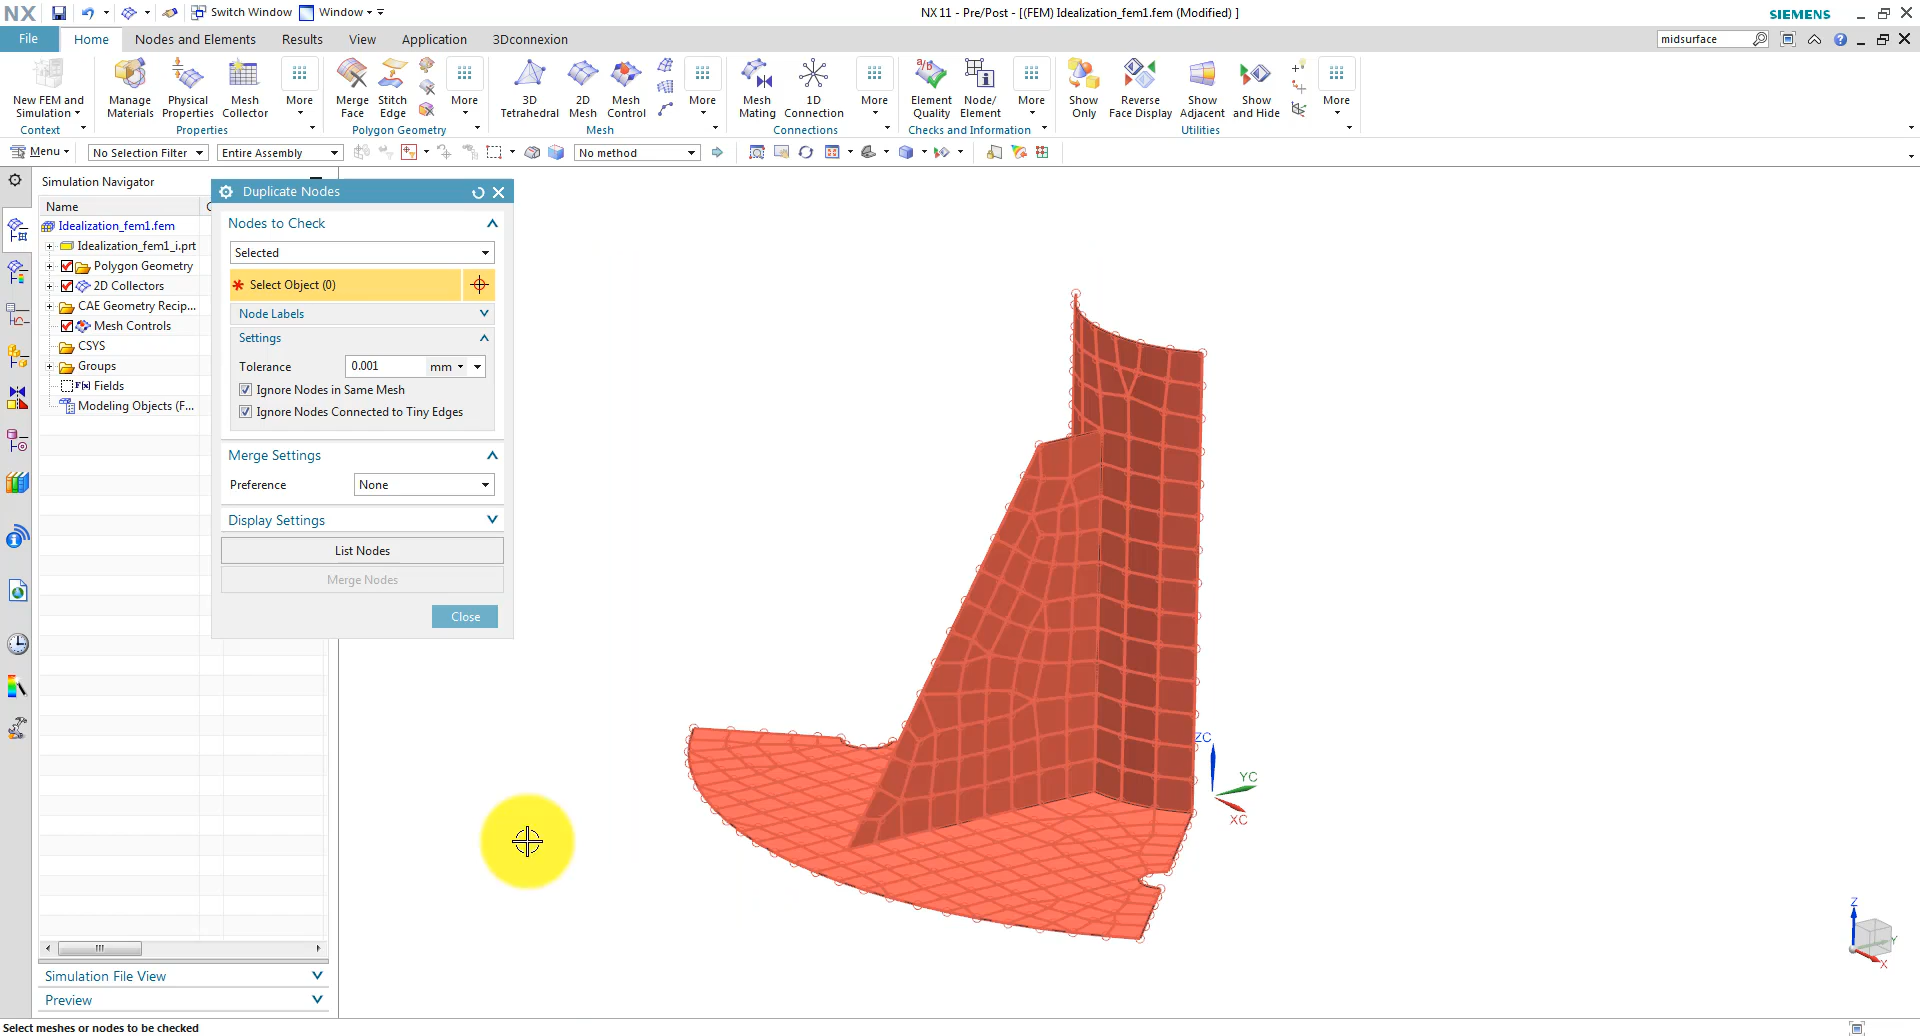 NX Switch Window Window NX 11 - Pre/Post - [(FEM) Idealization_fem1.fem (Modified) ] SIEMENS
File Home Nodes and Elements Results View Application 3Dconnexion midsurface
New FEM and Simulation Manage Materials Physical Properties Mesh Collector More Merge Face Stitch Edge More 3D Tetrahedral 2D Mesh Mesh Control More Mesh Mating 1D Connection More Element Quality Node/ Element More Show Only Reverse Face Display Show Adjacent Show and Hide More
Context Properties Polygon Geometry Mesh Connections Checks and Information Utilities
Menu No Selection Filter Entire Assembly No method
Simulation Navigator
Name
Idealization_fem1.fem
Idealization_fem1_i.prt
Polygon Geometry
2D Collectors
CAE Geometry Recip...
Mesh Controls
CSYS
Groups
Fields
Modeling Objects (F...
Simulation File View
Preview
Duplicate Nodes
Nodes to Check
Selected
* Select Object (0)
Node Labels
Settings
Tolerance 0.001 mm
Ignore Nodes in Same Mesh
Ignore Nodes Connected to Tiny Edges
Merge Settings
Preference None
Display Settings
List Nodes
Merge Nodes
Close
ZC
YC
XC
Z
Y
X
Select meshes or nodes to be checked